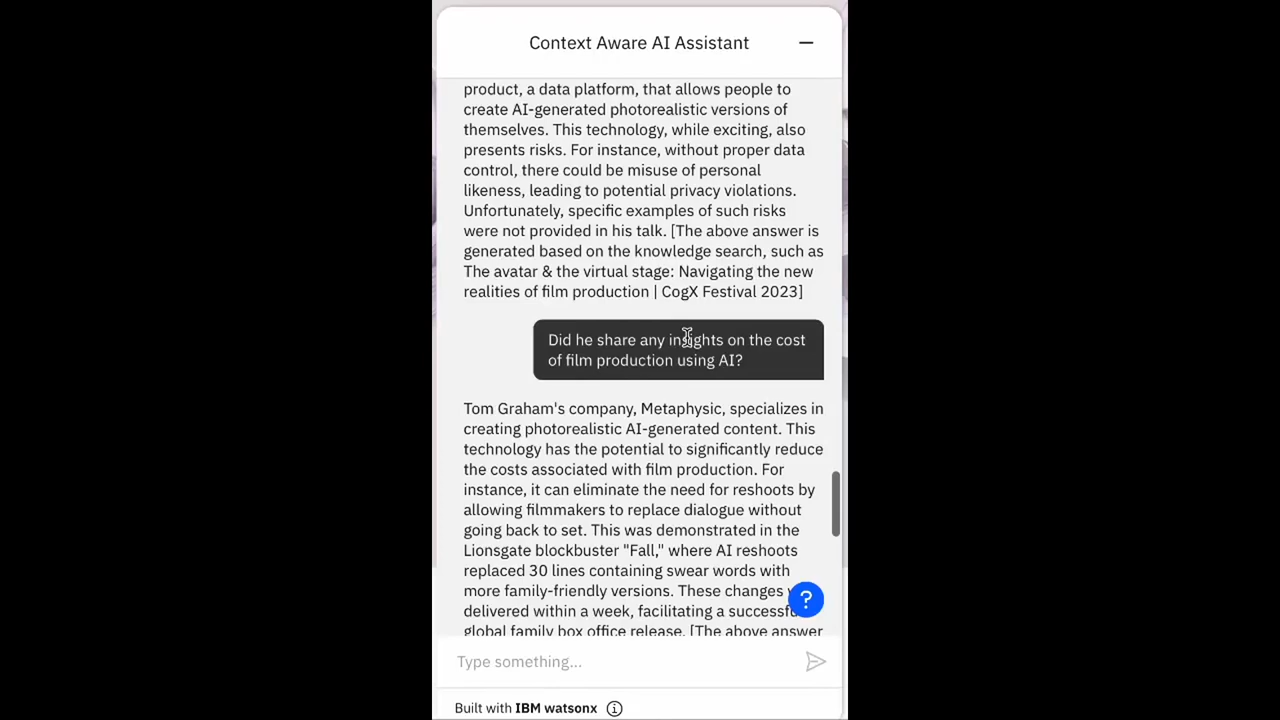 Context Aware AI Assistant
product, a data platform, that allows people to
create AI-generated photorealistic versions of
themselves. This technology, while exciting, also
presents risks. For instance, without proper data
control, there could be misuse of personal
likeness, leading to potential privacy violations.
Unfortunately, specific examples of such risks
were not provided in his talk. [The above answer is
generated based on the knowledge search, such as
The avatar & the virtual stage: Navigating the new
realities of film production | CogX Festival 2023]
Did he share any insights on the cost
of film production using AI?
Tom Graham's company, Metaphysic, specializes in
creating photorealistic AI-generated content. This
technology has the potential to significantly reduce
the costs associated with film production. For
instance, it can eliminate the need for reshoots by
allowing filmmakers to replace dialogue without
going back to set. This was demonstrated in the
Lionsgate blockbuster "Fall," where AI reshoots
replaced 30 lines containing swear words with
more family-friendly versions. These changes
delivered within a week, facilitating a
global family box office release. [The above answer
?
Type something...
Built with IBM watsonx